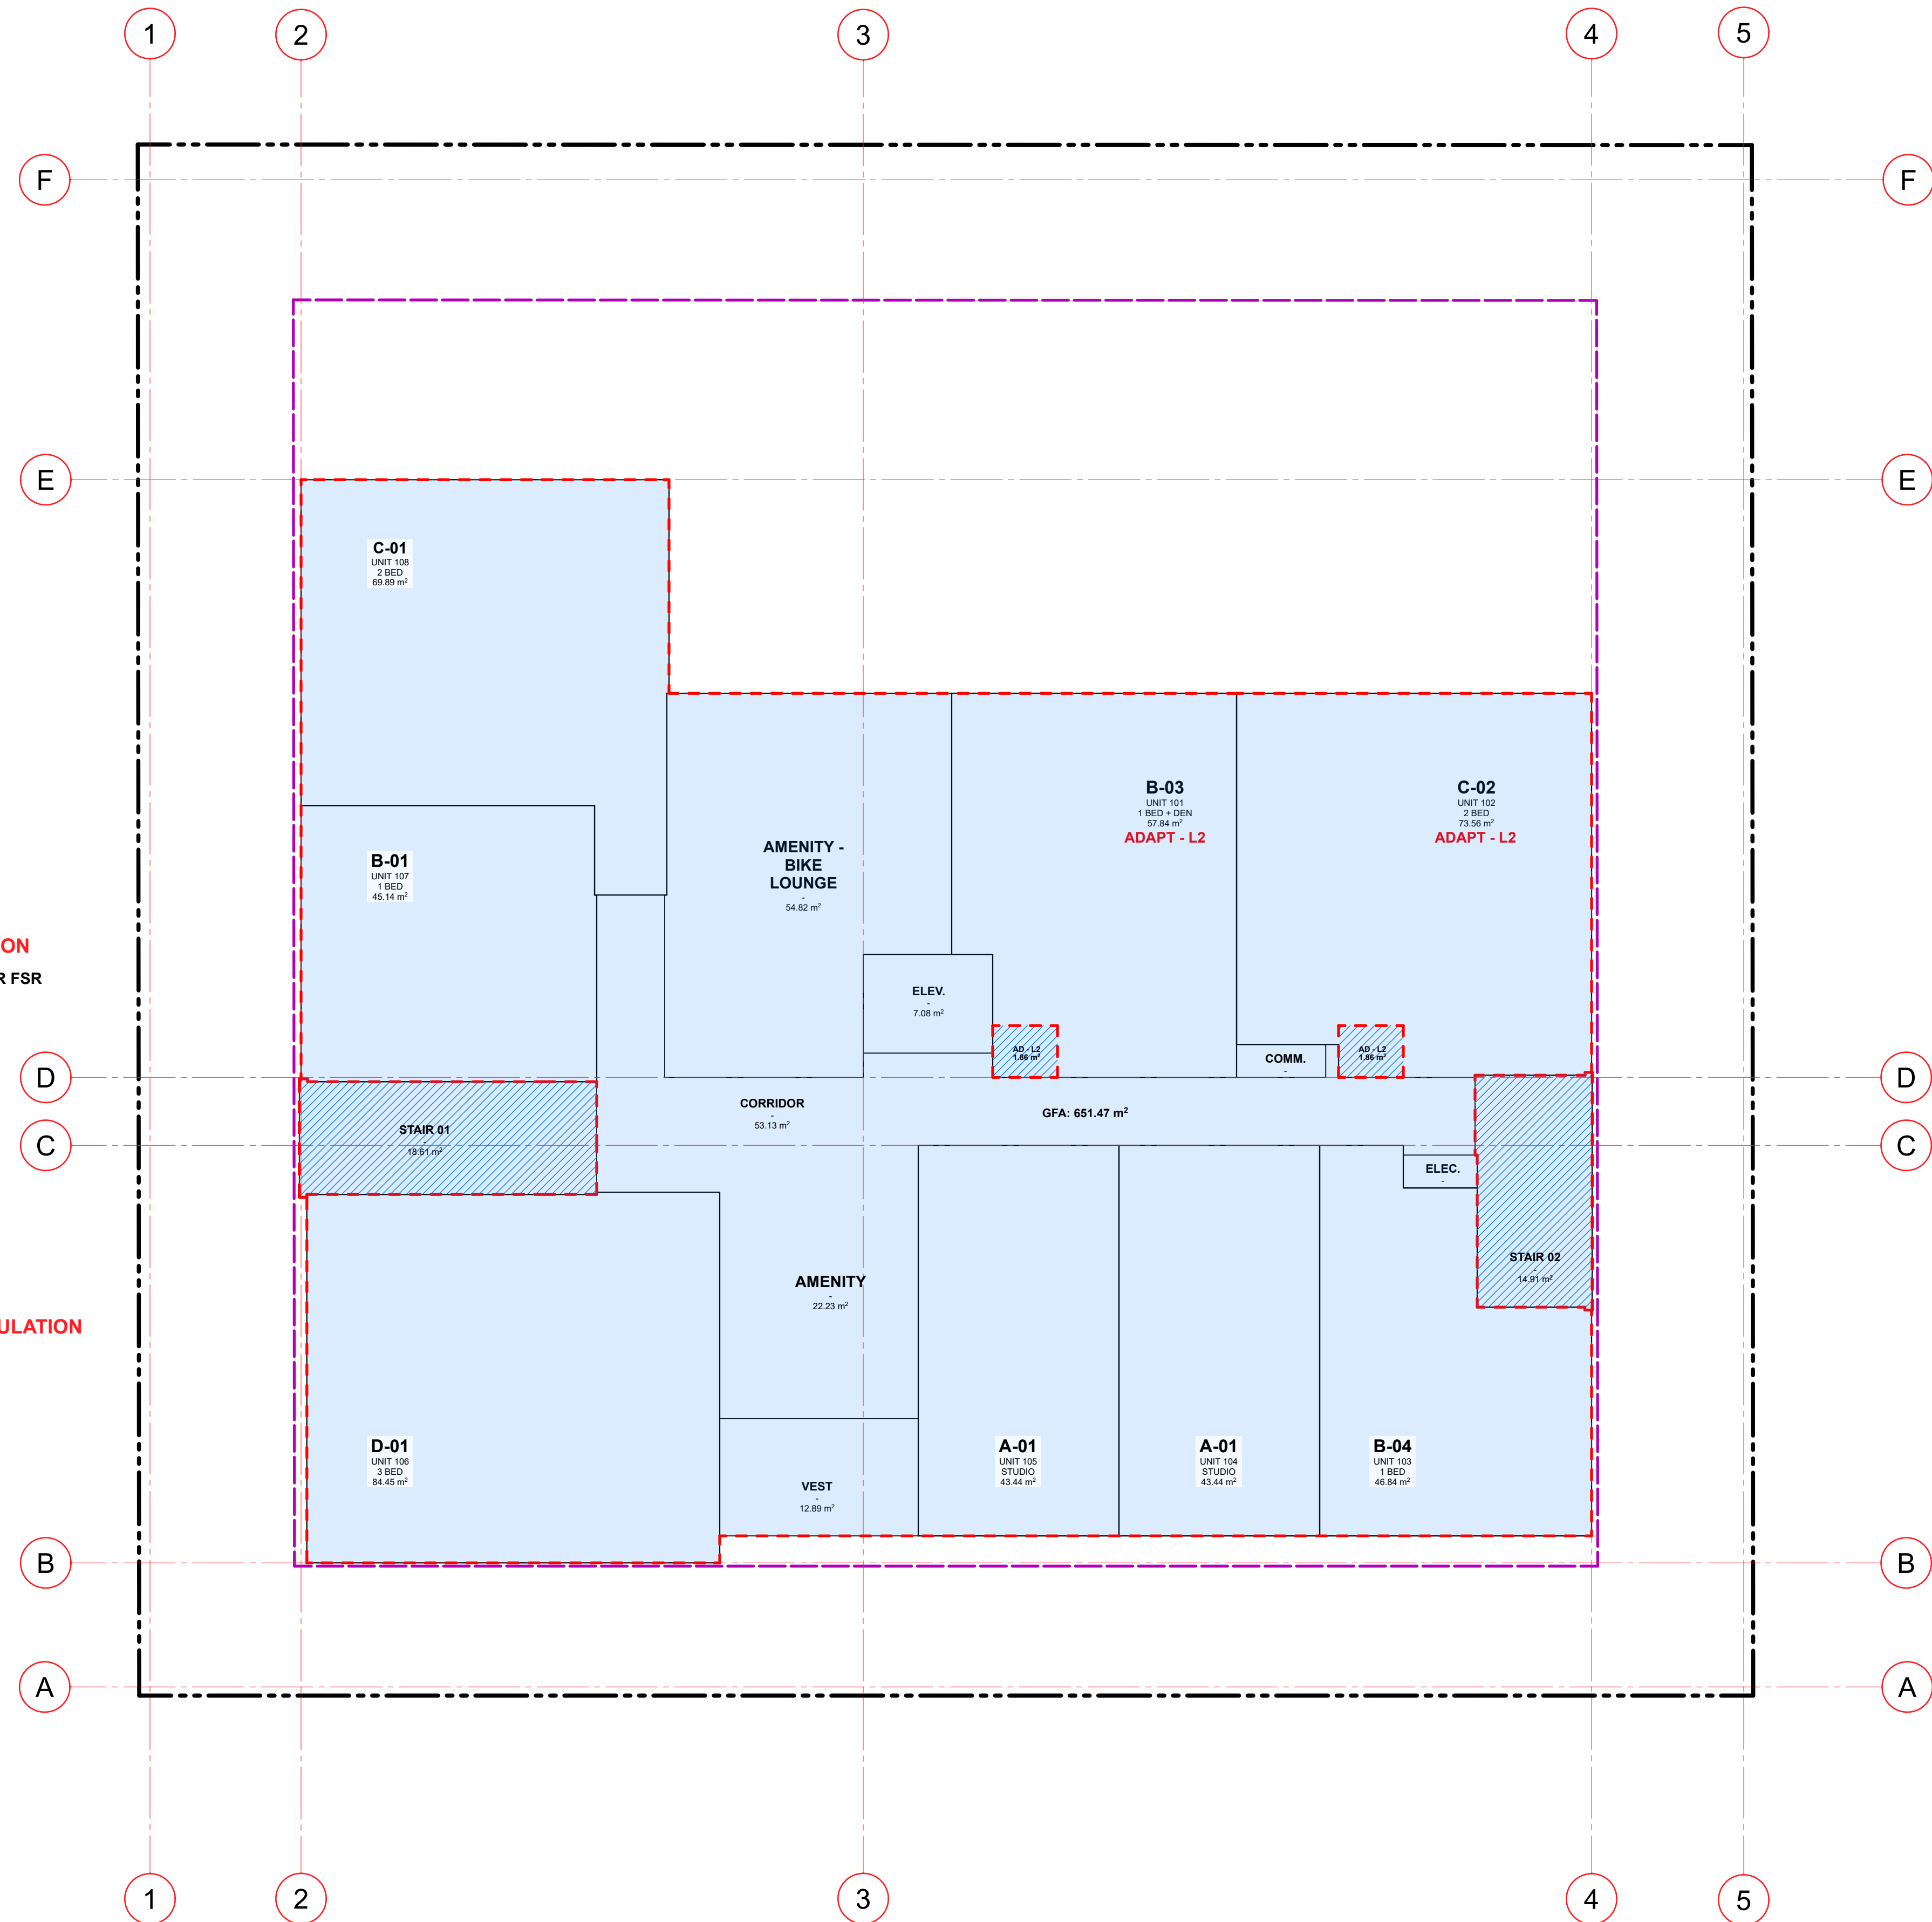 1
2
3
4
5
F
F
E
E
C-01
UNIT 108
2 BED
69.89 m²
B-03
UNIT 101
1 BED + DEN
57.84 m²
ADAPT - L2
C-02
UNIT 102
2 BED
73.56 m²
ADAPT - L2
AMENITY -
BIKE
LOUNGE
-
54.82 m²
B-01
UNIT 107
1 BED
45.14 m²
ON
R FSR
ELEV.
-
7.08 m²
AD - L2
1.86 m²
COMM.
-
AD - L2
1.86 m²
D
D
CORRIDOR
-
53.13 m²
GFA: 651.47 m²
STAIR 01
-
18.61 m²
C
C
ELEC.
-
STAIR 02
-
14.91 m²
AMENITY
-
22.23 m²
ULATION
D-01
UNIT 106
3 BED
84.45 m²
VEST
-
12.89 m²
A-01
UNIT 105
STUDIO
43.44 m²
A-01
UNIT 104
STUDIO
43.44 m²
B-04
UNIT 103
1 BED
46.84 m²
B
B
A
A
1
2
3
4
5